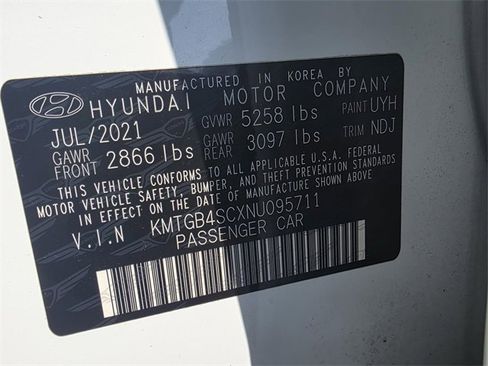 MANUFACTURED IN KOREA BY
HYUNDAI MOTOR COMPANY
JUL/2021 GVWR 5258 lbs PAINT UYH
GAWR FRONT 2866 lbs GAWR REAR 3097 lbs TRIM NDJ
THIS VEHICLE CONFORMS TO ALL APPLICABLE U.S.A. FEDERAL
MOTOR VEHICLE SAFETY, BUMPER, AND THEFT PREVENTION STANDARDS
IN EFFECT ON THE DATE OF MANUFACTURE SHOWN ABOVE.
V.I.N KMTGB4SCXNU095711
PASSENGER CAR